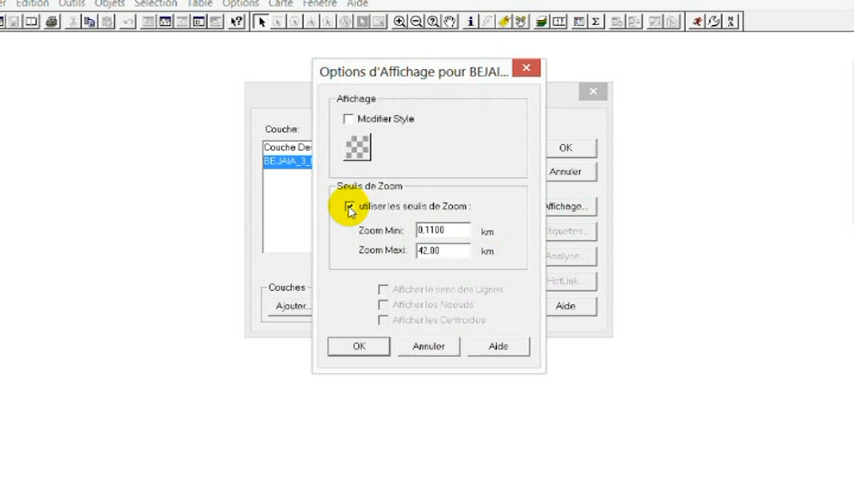 Edition Outils Objets Sélection Table Options Carte Fenêtre Aide
Options d'Affichage pour BEJAI...
Affichage
Modifier Style
Couche:
Couche Des
BEJAIA_3_
OK
Annuler
Seuils de Zoom
utiliser les seuils de Zoom :
Affichage...
Zoom Mini: 0,1100 km
Etiquettes...
Zoom Maxi: 42,00 km
Analyse...
HotLink...
Couches
Ajouter...
Afficher le sens des Lignes
Afficher les Noeuds
Afficher les Centroides
Aide
OK Annuler Aide